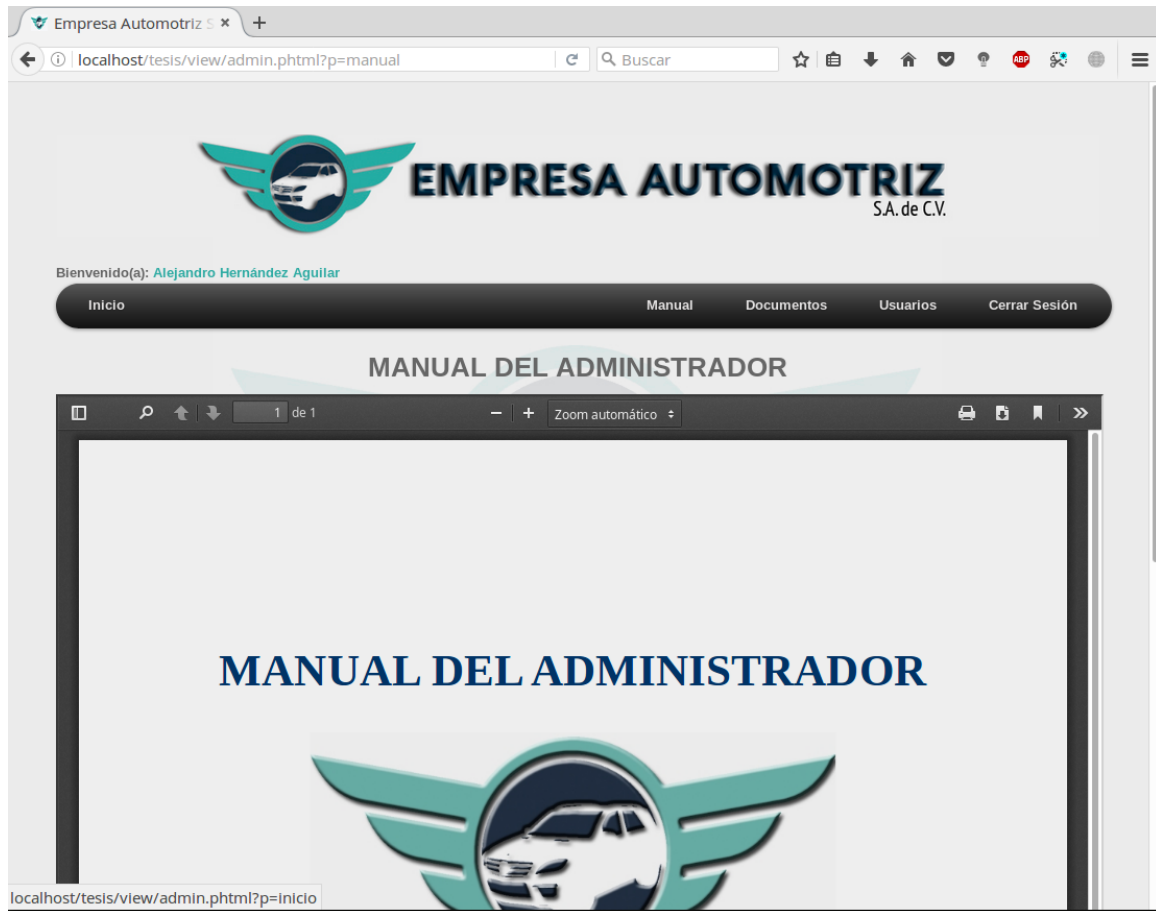 Empresa Automotriz S
localhost/tesis/view/admin.phtml?p=manual
Buscar
ABP
EMPRESA AUTOMOTRIZ
S.A. de C.V.
Bienvenido(a): Alejandro Hernández Aguilar
Inicio Manual Documentos Usuarios Cerrar Sesión
MANUAL DEL ADMINISTRADOR
1 de 1 Zoom automático
MANUAL DEL ADMINISTRADOR
localhost/tesis/view/admin.phtml?p=inicio